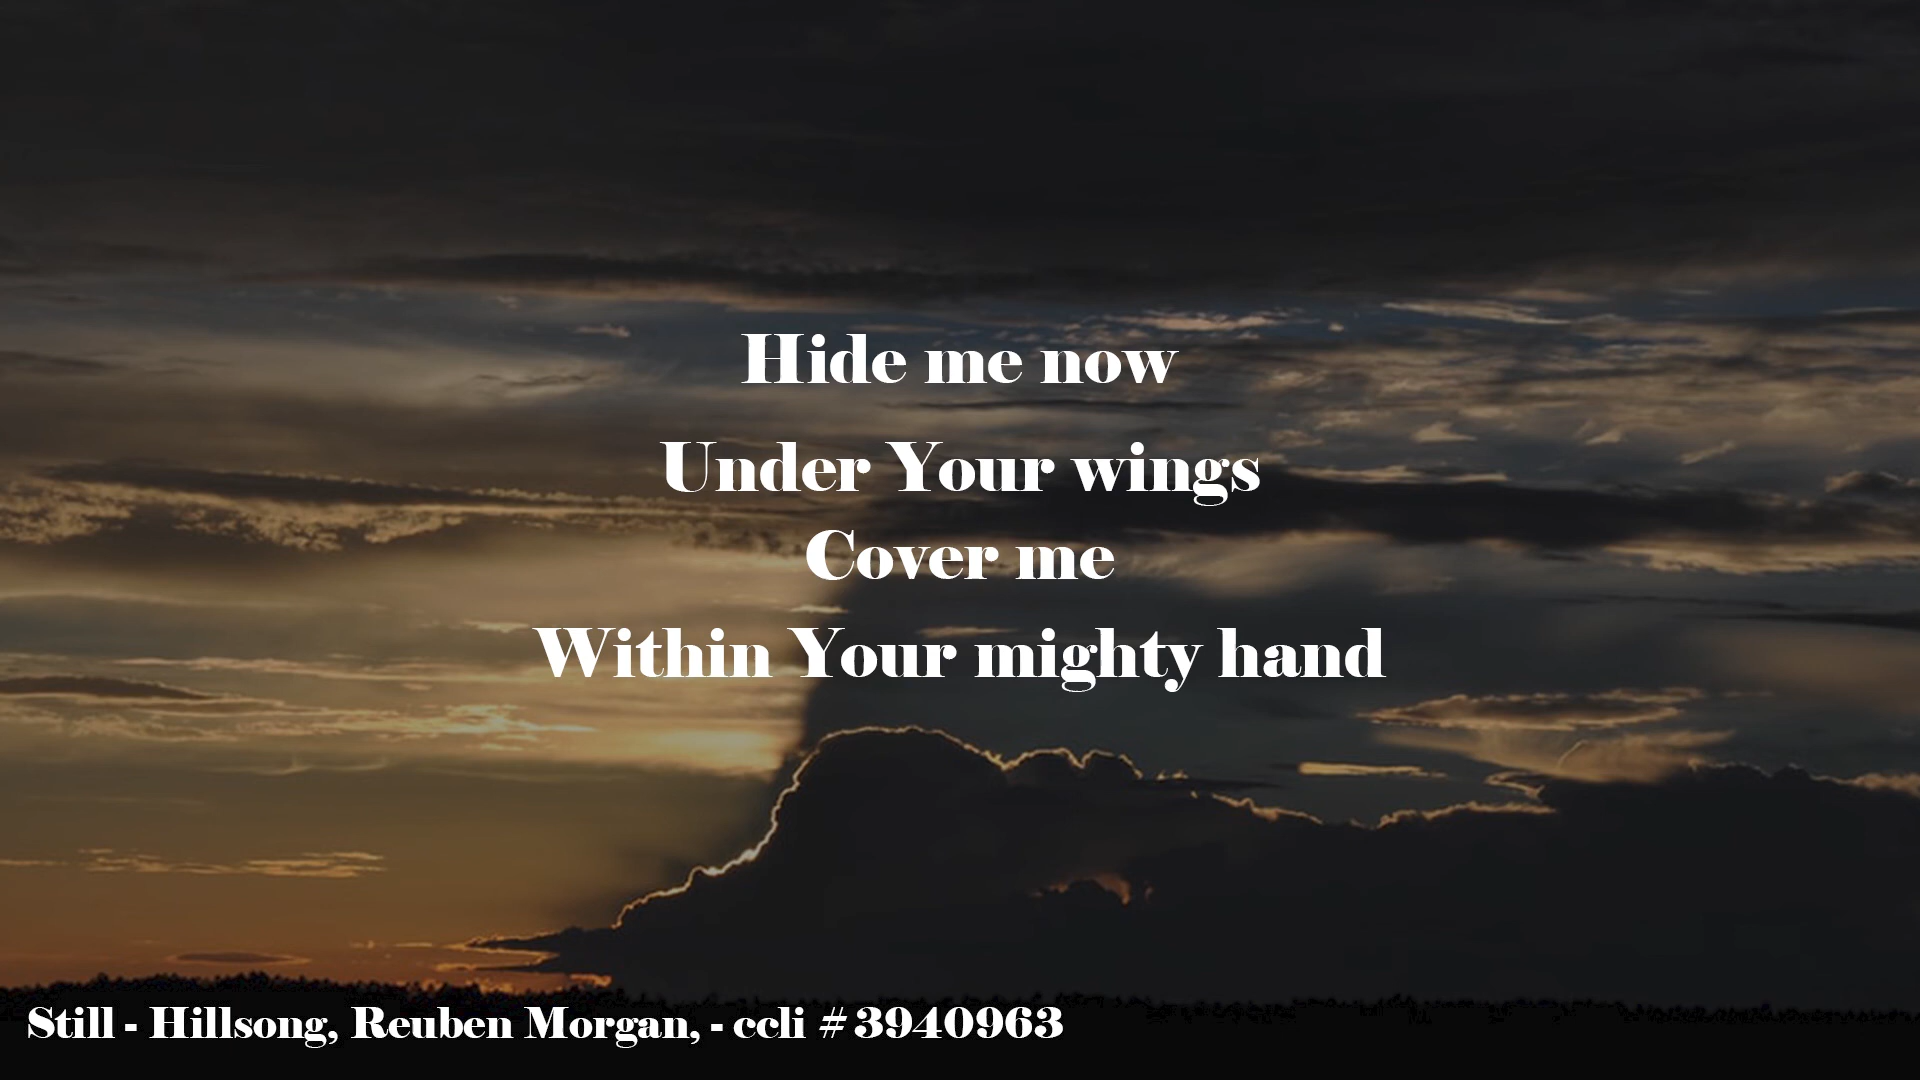 Hide me now
Under Your wings
Cover me
Within Your mighty hand
Still - Hillsong, Reuben Morgan, - ccli # 3940963